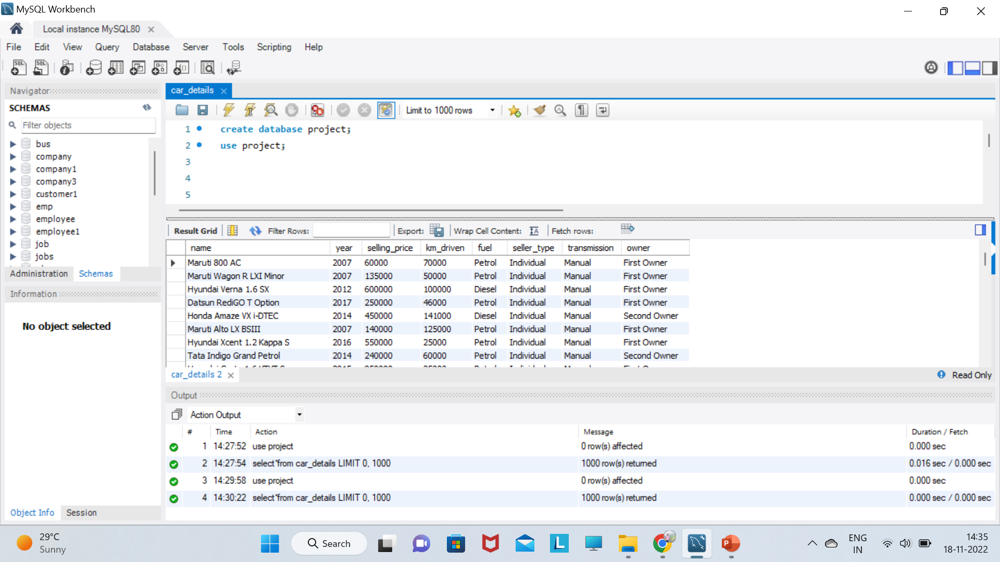 MySQL Workbench
Local instance MySQL80
File Edit View Query Database Server Tools Scripting Help
Navigator
SCHEMAS
Filter objects
bus
company
company1
company3
customer1
emp
employee
employee1
job
jobs
Administration Schemas
Information
No object selected
Object Info Session
car_details
Limit to 1000 rows
1 create database project;
2 use project;
3
4
5
Result Grid Filter Rows: Export: Wrap Cell Content: Fetch rows:
name year selling_price km_driven fuel seller_type transmission owner
Maruti 800 AC 2007 60000 70000 Petrol Individual Manual First Owner
Maruti Wagon R LXI Minor 2007 135000 50000 Petrol Individual Manual First Owner
Hyundai Verna 1.6 SX 2012 600000 100000 Diesel Individual Manual First Owner
Datsun RediGO T Option 2017 250000 46000 Petrol Individual Manual First Owner
Honda Amaze VX i-DTEC 2014 450000 141000 Diesel Individual Manual Second Owner
Maruti Alto LX BSIII 2007 140000 125000 Petrol Individual Manual First Owner
Hyundai Xcent 1.2 Kappa S 2016 550000 25000 Petrol Individual Manual First Owner
Tata Indigo Grand Petrol 2014 240000 60000 Petrol Individual Manual Second Owner
car_details 2
Read Only
Output
Action Output
# Time Action Message Duration / Fetch
1 14:27:52 use project 0 row(s) affected 0.000 sec
2 14:27:54 select*from car_details LIMIT 0, 1000 1000 row(s) returned 0.016 sec / 0.000 sec
3 14:29:58 use project 0 row(s) affected 0.000 sec
4 14:30:22 select*from car_details LIMIT 0, 1000 1000 row(s) returned 0.000 sec / 0.000 sec
29°C
Sunny
Search
ENG
IN
14:35
18-11-2022